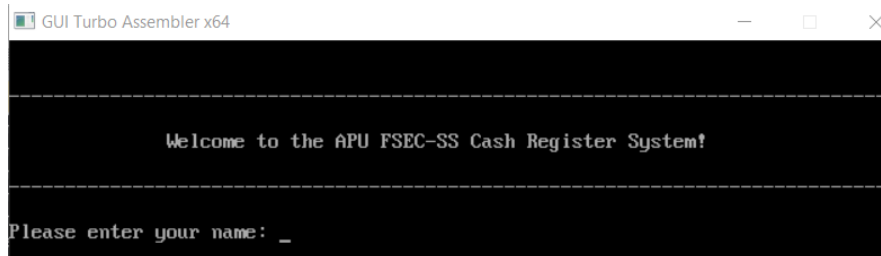 GUI Turbo Assembler x64
--------------------------------------------------------------------------------
Welcome to the APU FSEC-SS Cash Register System!
--------------------------------------------------------------------------------
Please enter your name: _